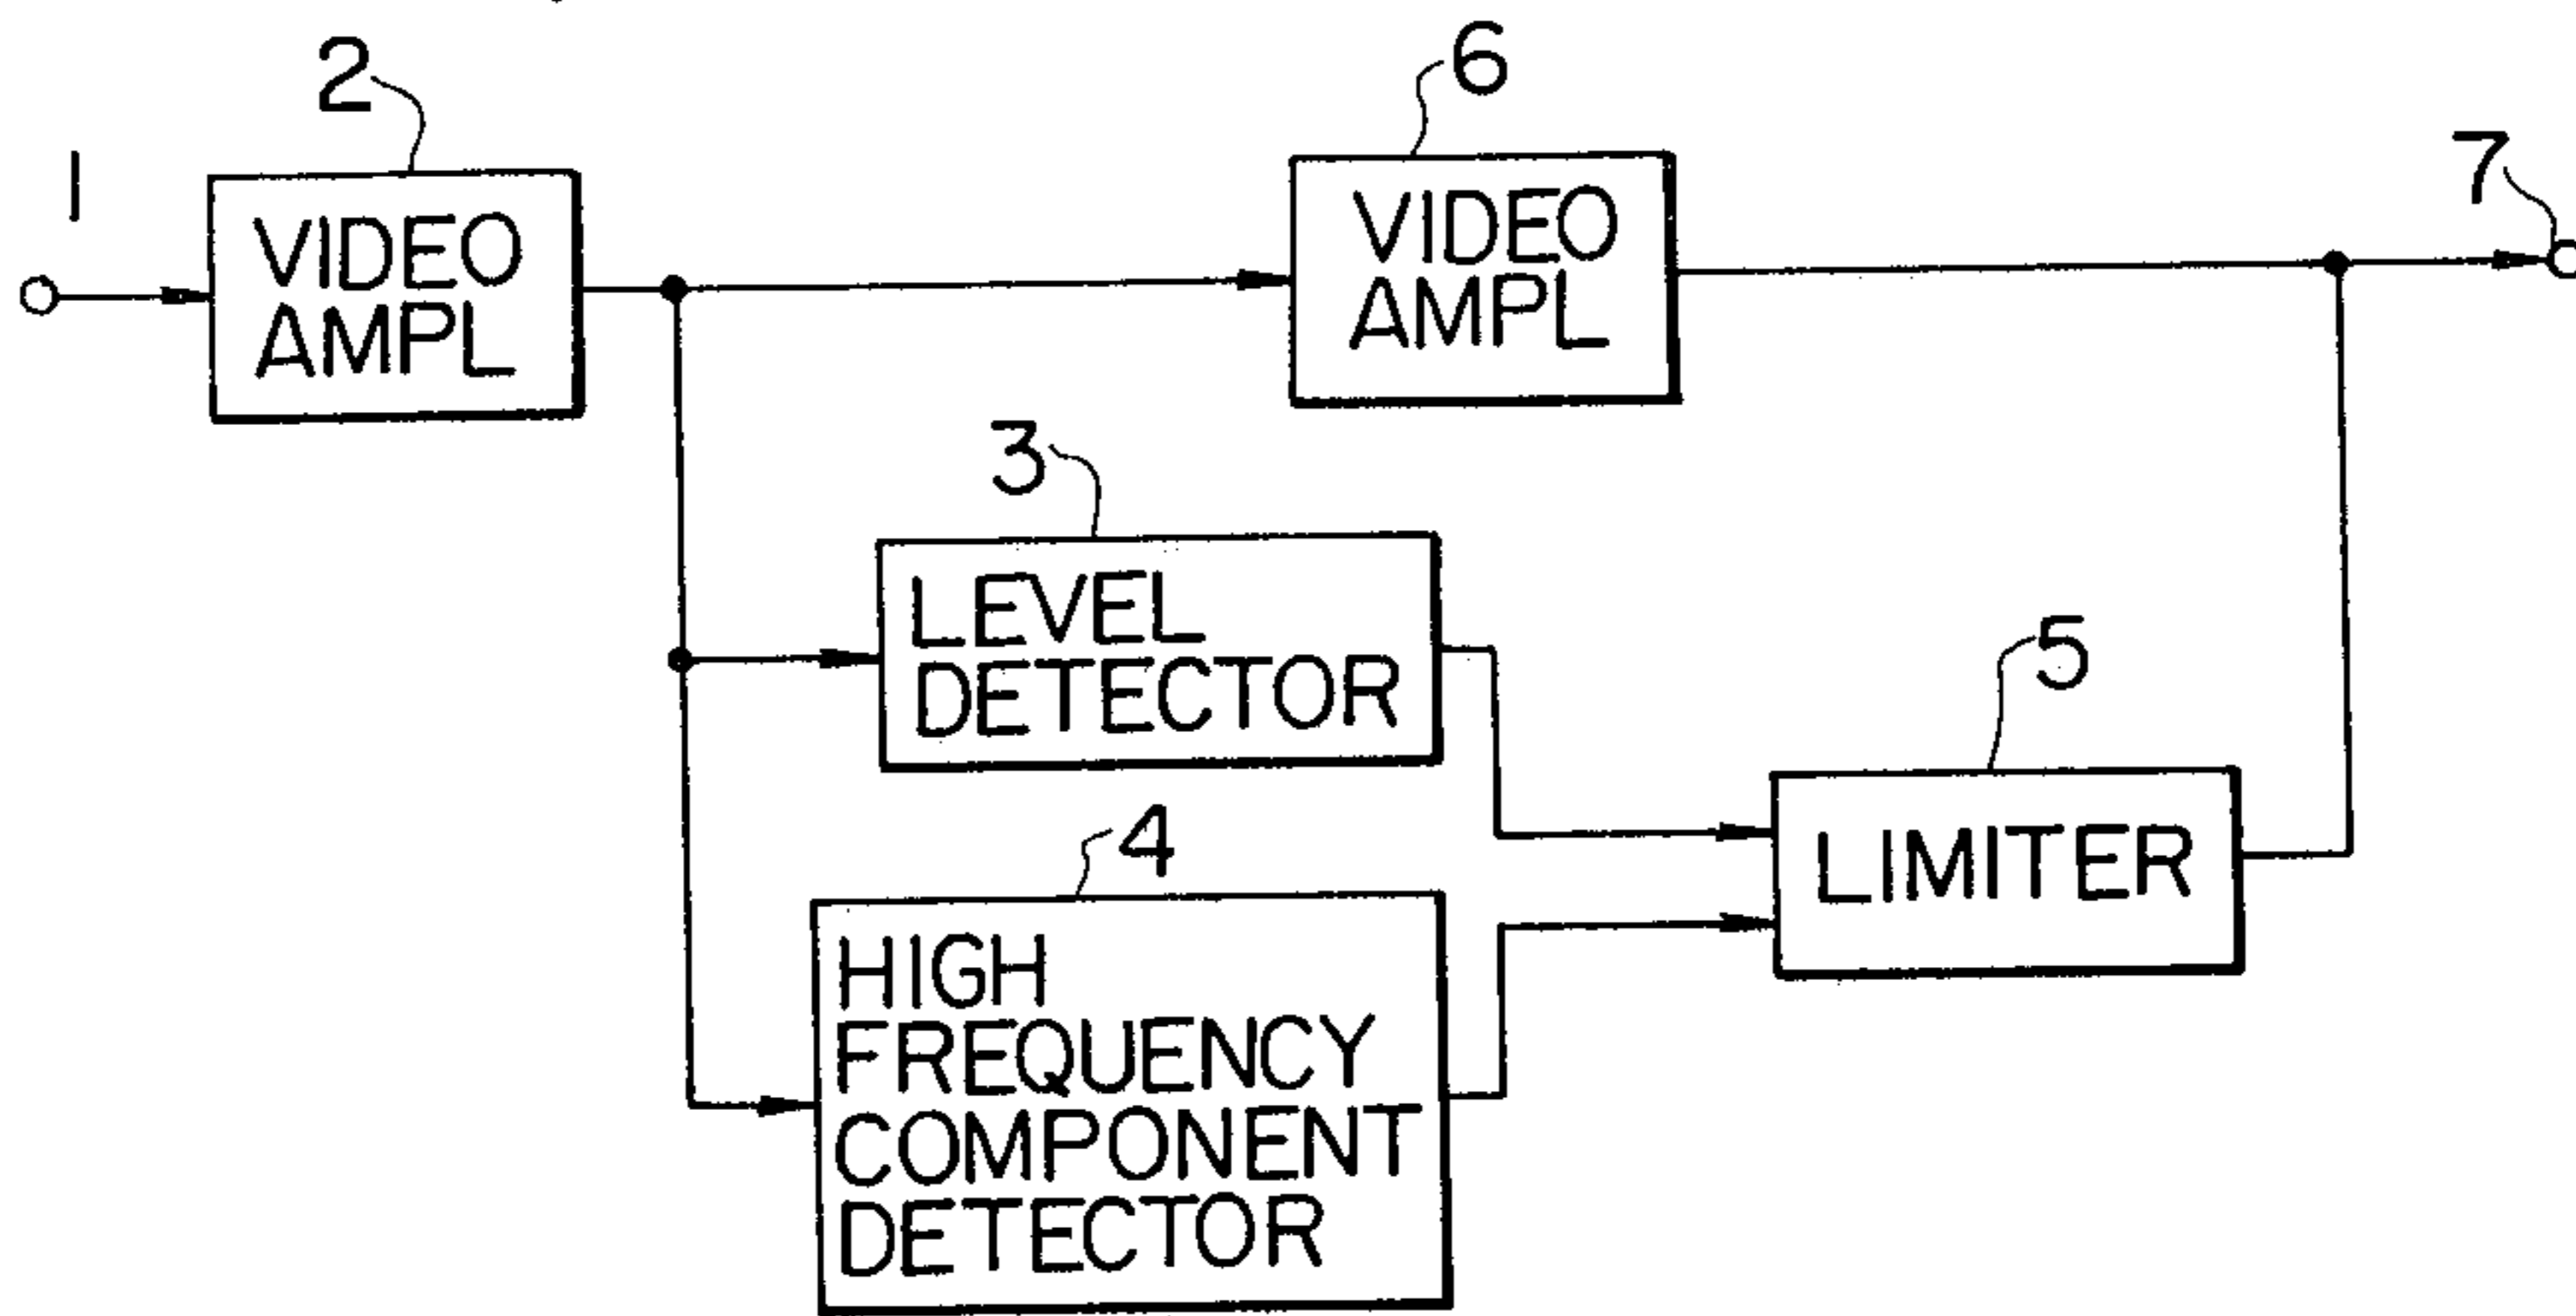 1
2
VIDEO
AMPL
6
VIDEO
AMPL
7
3
LEVEL
DETECTOR
4
HIGH
FREQUENCY
COMPONENT
DETECTOR
5
LIMITER